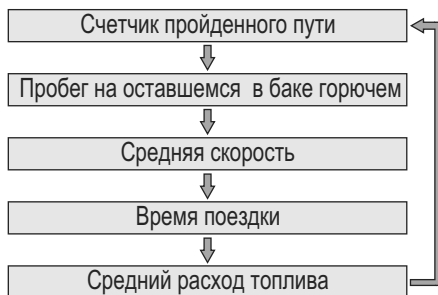 Счетчик пройденного пути
Пробег на оставшемся в баке горючем
Средняя скорость
Время поездки
Средний расход топлива